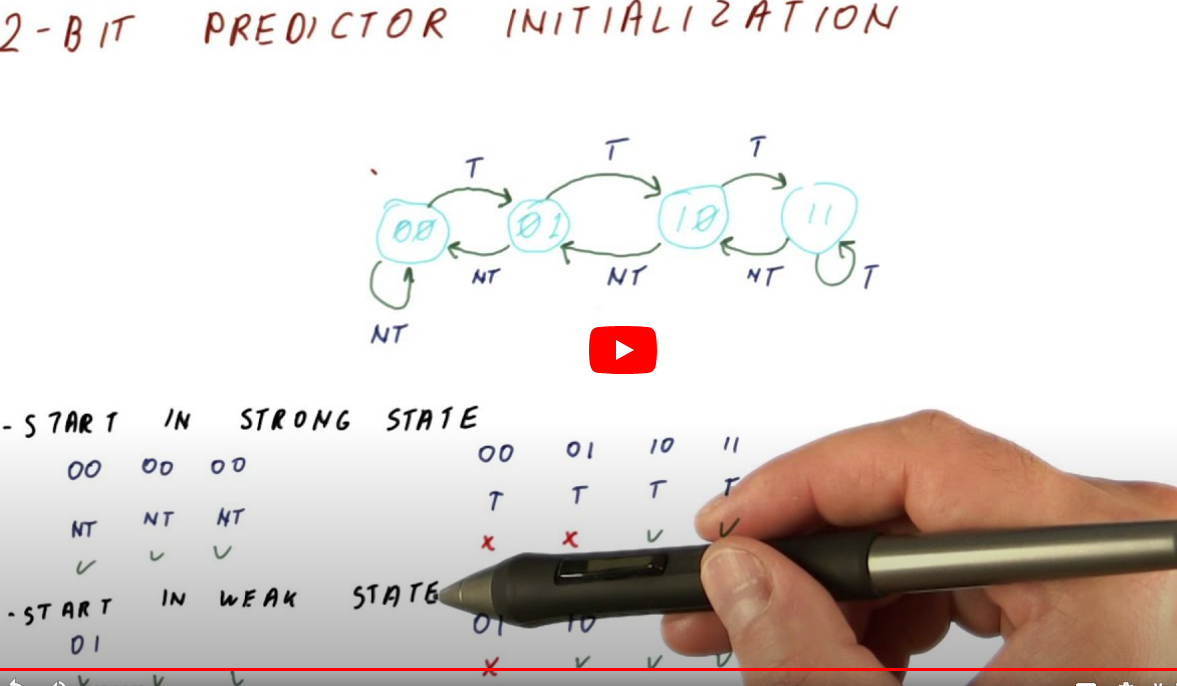 2-BIT PREDICTOR INITIALIZATION
T T T
00 01 10 11
NT NT NT T
NT
- START IN STRONG STATE
00 00 00 00 01 10 11
NT NT NT T T T T
- START IN WEAK STATE
01 01 10